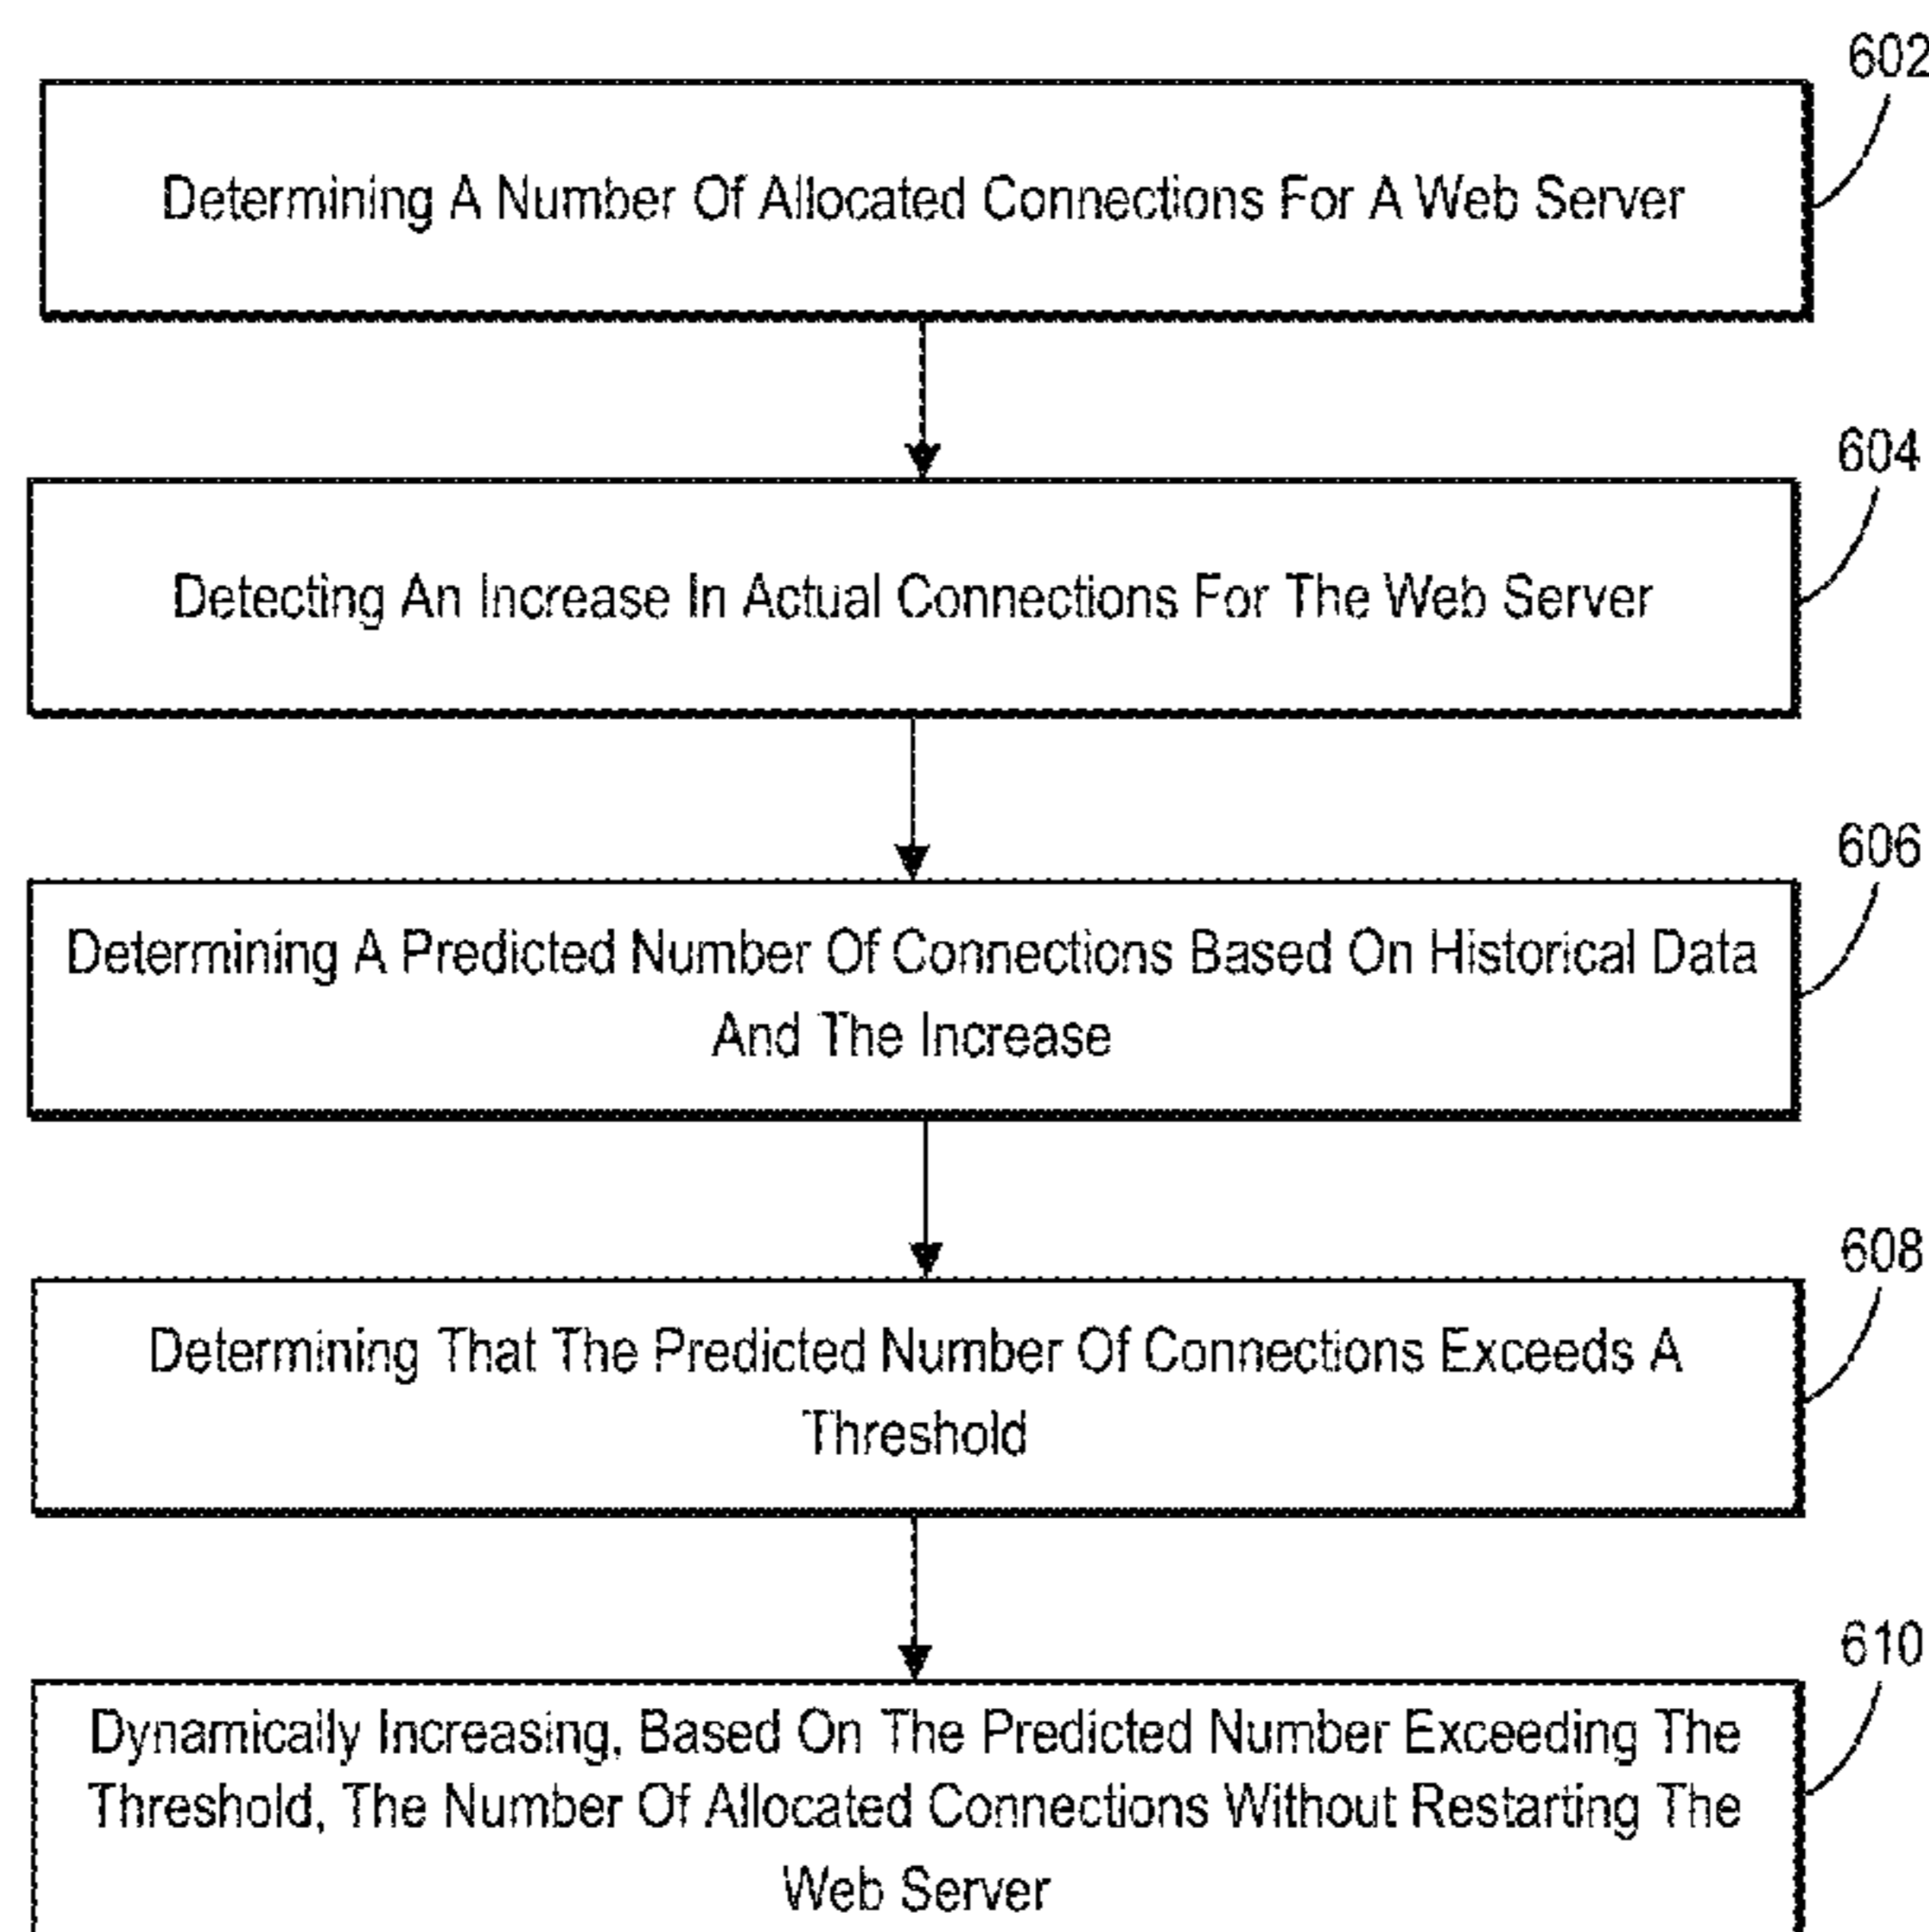 602
Determining A Number Of Allocated Connections For A Web Server
604
Detecting An Increase In Actual Connections For The Web Server
606
Determining A Predicted Number Of Connections Based On Historical Data
And The Increase
608
Determining That The Predicted Number Of Connections Exceeds A
Threshold
610
Dynamically Increasing, Based On The Predicted Number Exceeding The
Threshold, The Number Of Allocated Connections Without Restarting The
Web Server